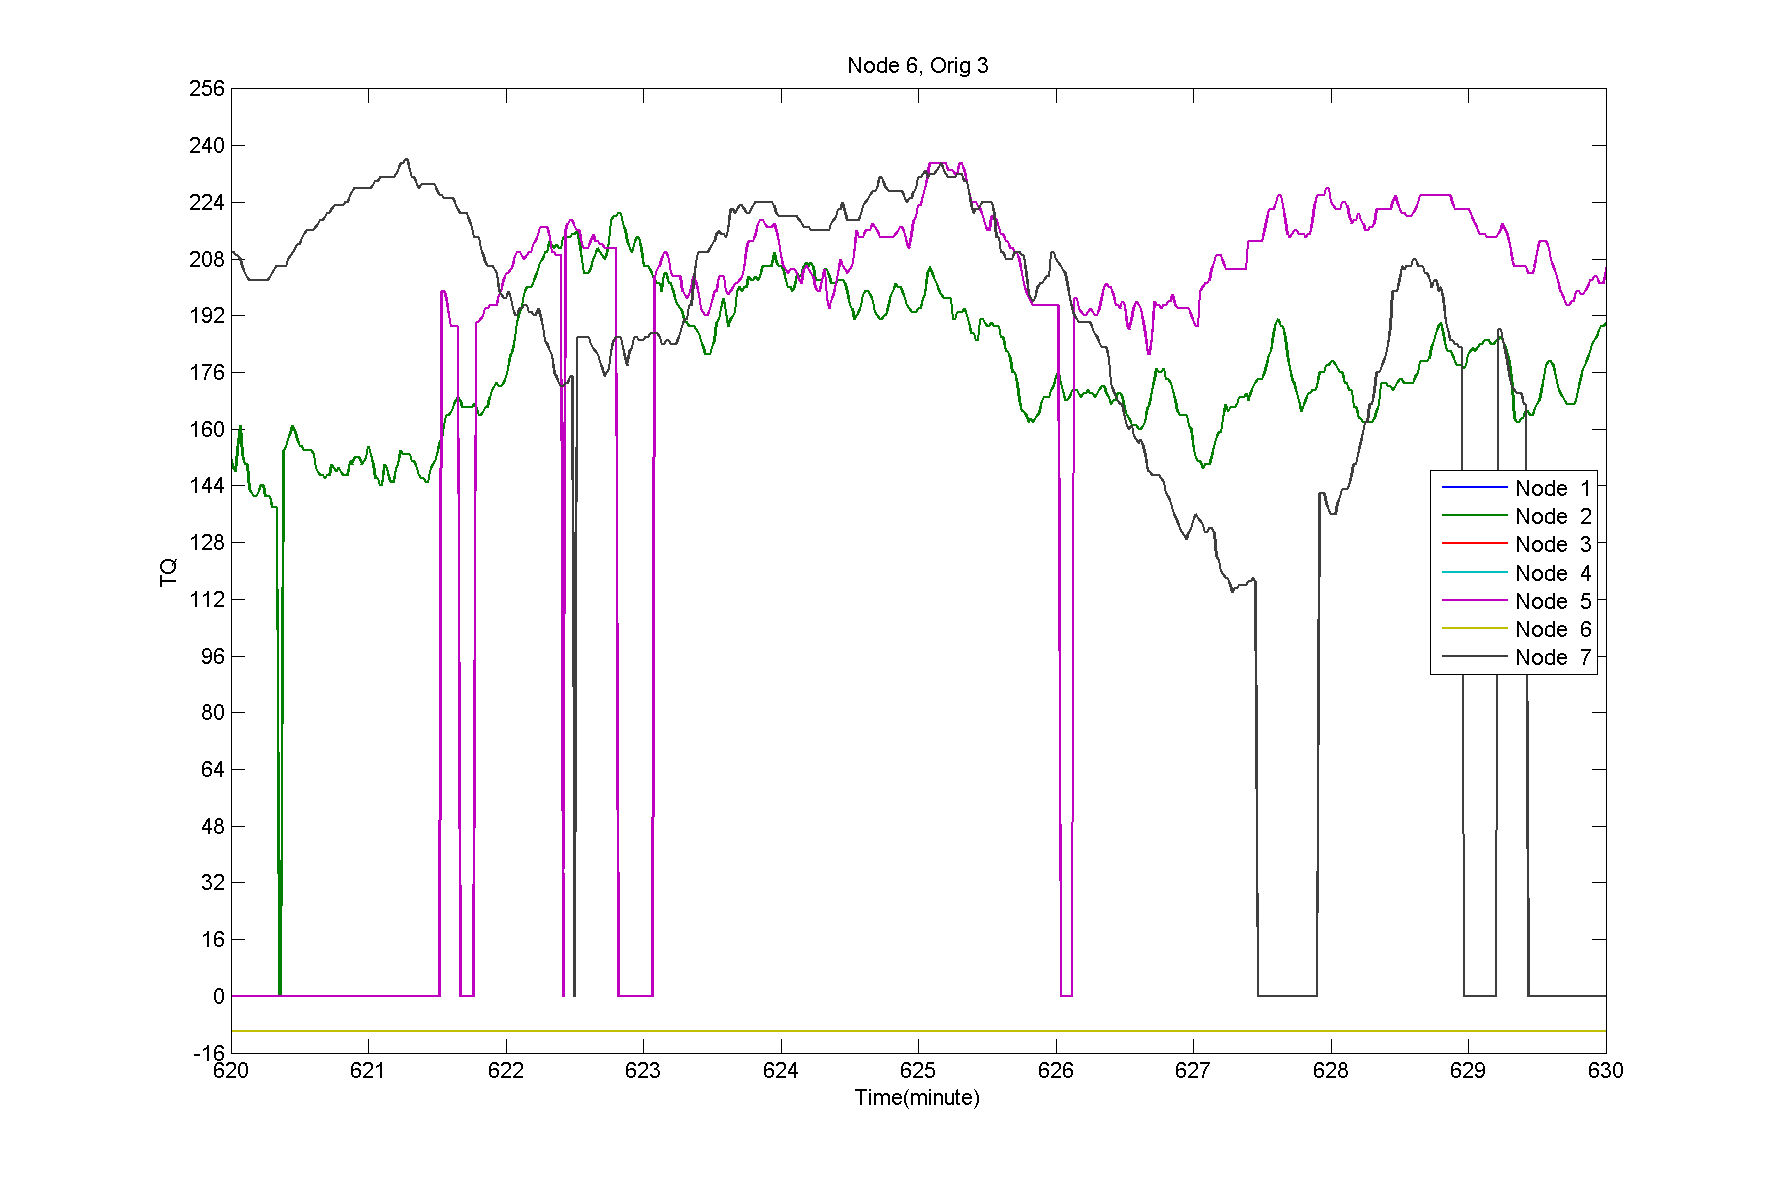 Node 6, Orig 3
256
240
224
208
192
176
160
144
128
112
96
80
64
48
32
16
0
-16
TQ
Node 1
Node 2
Node 3
Node 4
Node 5
Node 6
Node 7
620 621 622 623 624 625 626 627 628 629 630
Time(minute)